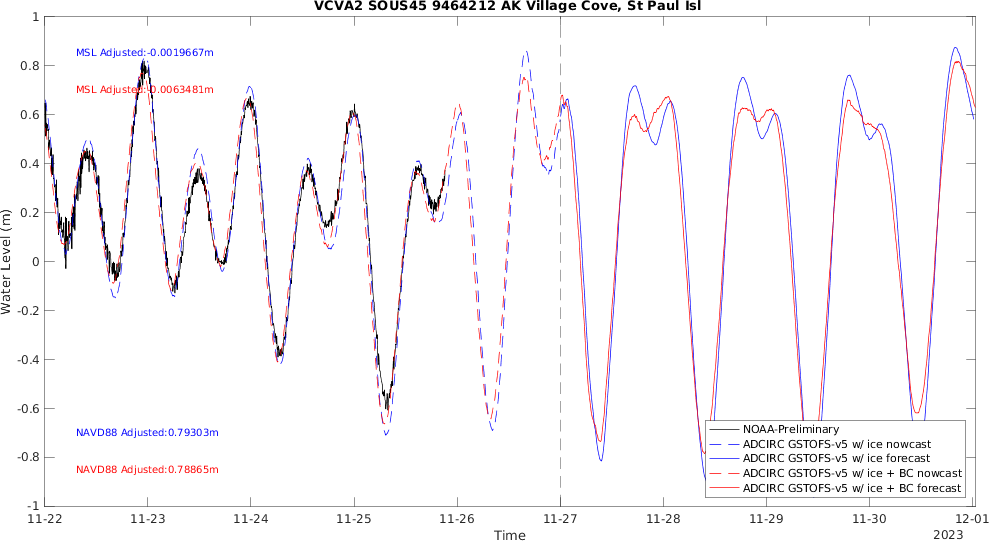 VCVA2 SOUS45 9464212 AK Village Cove, St Paul Isl
MSL Adjusted:-0.0019667m
MSL Adjusted:-0.0063481m
NAVD88 Adjusted:0.79303m
NAVD88 Adjusted:0.78865m
Water Level (m)
1
0.8
0.6
0.4
0.2
0
-0.2
-0.4
-0.6
-0.8
-1
NOAA-Preliminary
ADCIRC GSTOFS-v5 w/ ice nowcast
ADCIRC GSTOFS-v5 w/ ice forecast
ADCIRC GSTOFS-v5 w/ice + BC nowcast
ADCIRC GSTOFS-v5 w/ice + BC forecast
11-22 11-23 11-24 11-25 11-26 11-27 11-28 11-29 11-30 12-01
Time
2023